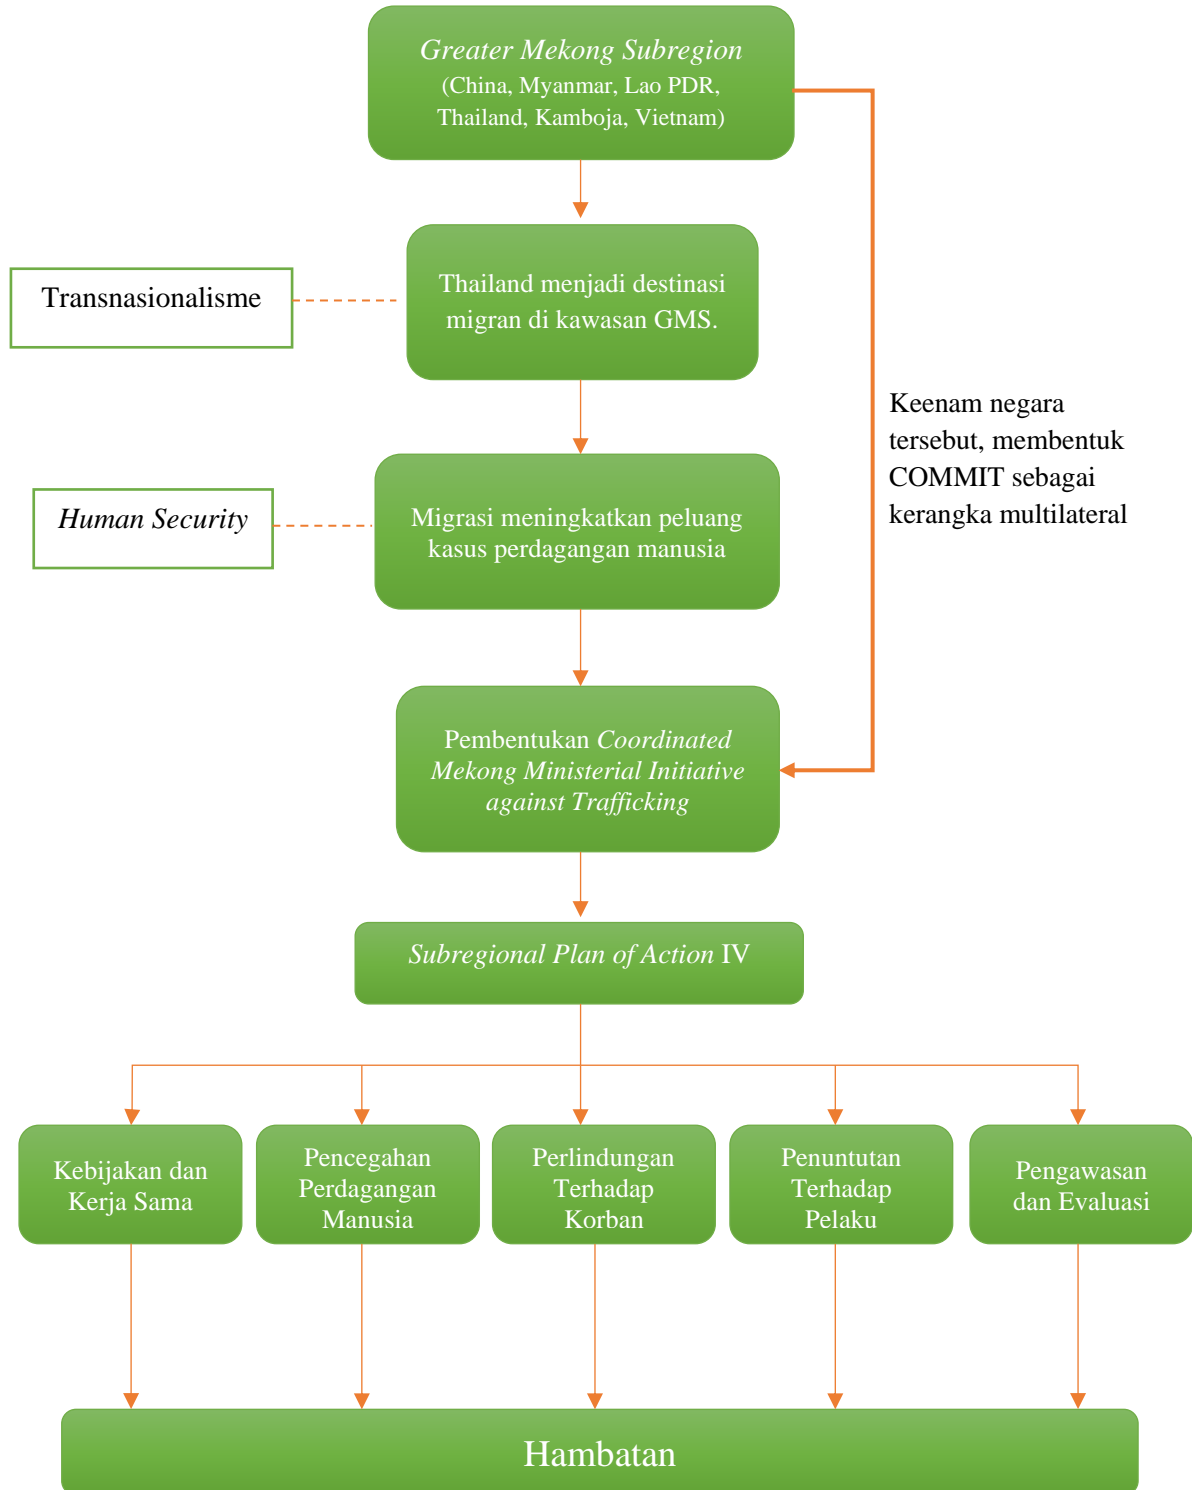 Greater Mekong Subregion
(China, Myanmar, Lao PDR,
Thailand, Kamboja, Vietnam)
Thailand menjadi destinasi
migran di kawasan GMS.
Transnasionalisme
Keenam negara
tersebut, membentuk
COMMIT sebagai
kerangka multilateral
Migrasi meningkatkan peluang
kasus perdagangan manusia
Human Security
Pembentukan Coordinated
Mekong Ministerial Initiative
against Trafficking
Subregional Plan of Action IV
Kebijakan dan
Kerja Sama
Pencegahan
Perdagangan
Manusia
Perlindungan
Terhadap
Korban
Penuntutan
Terhadap
Pelaku
Pengawasan
dan Evaluasi
Hambatan